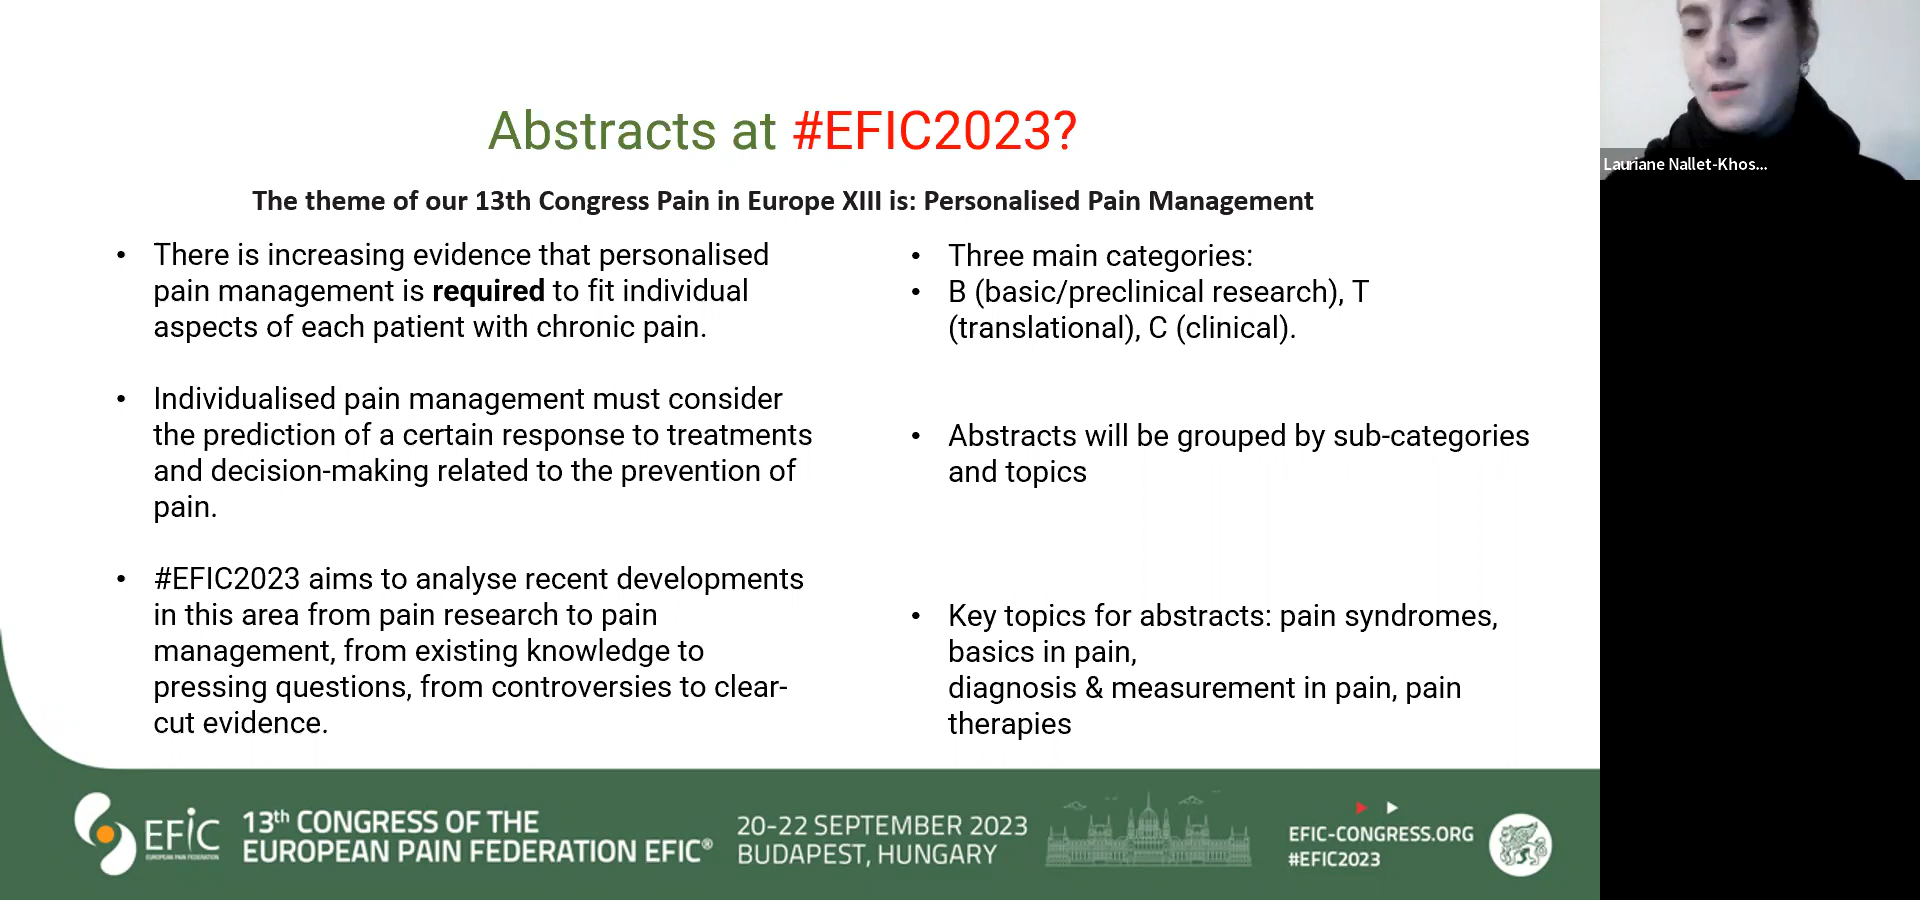 Abstracts at #EFIC2023?
The theme of our 13th Congress Pain in Europe XIII is: Personalised Pain Management
• There is increasing evidence that personalised
pain management is required to fit individual
aspects of each patient with chronic pain.
• Individualised pain management must consider
the prediction of a certain response to treatments
and decision-making related to the prevention of
pain.
• #EFIC2023 aims to analyse recent developments
in this area from pain research to pain
management, from existing knowledge to
pressing questions, from controversies to clear-
cut evidence.
• Three main categories:
• B (basic/preclinical research), T
(translational), C (clinical).
• Abstracts will be grouped by sub-categories
and topics
• Key topics for abstracts: pain syndromes,
basics in pain,
diagnosis & measurement in pain, pain
therapies
Lauriane Nallet-Khos...
EFIC
EUROPEAN PAIN FEDERATION
13th CONGRESS OF THE
EUROPEAN PAIN FEDERATION EFIC®
20-22 SEPTEMBER 2023
BUDAPEST, HUNGARY
EFIC-CONGRESS.ORG
#EFIC2023